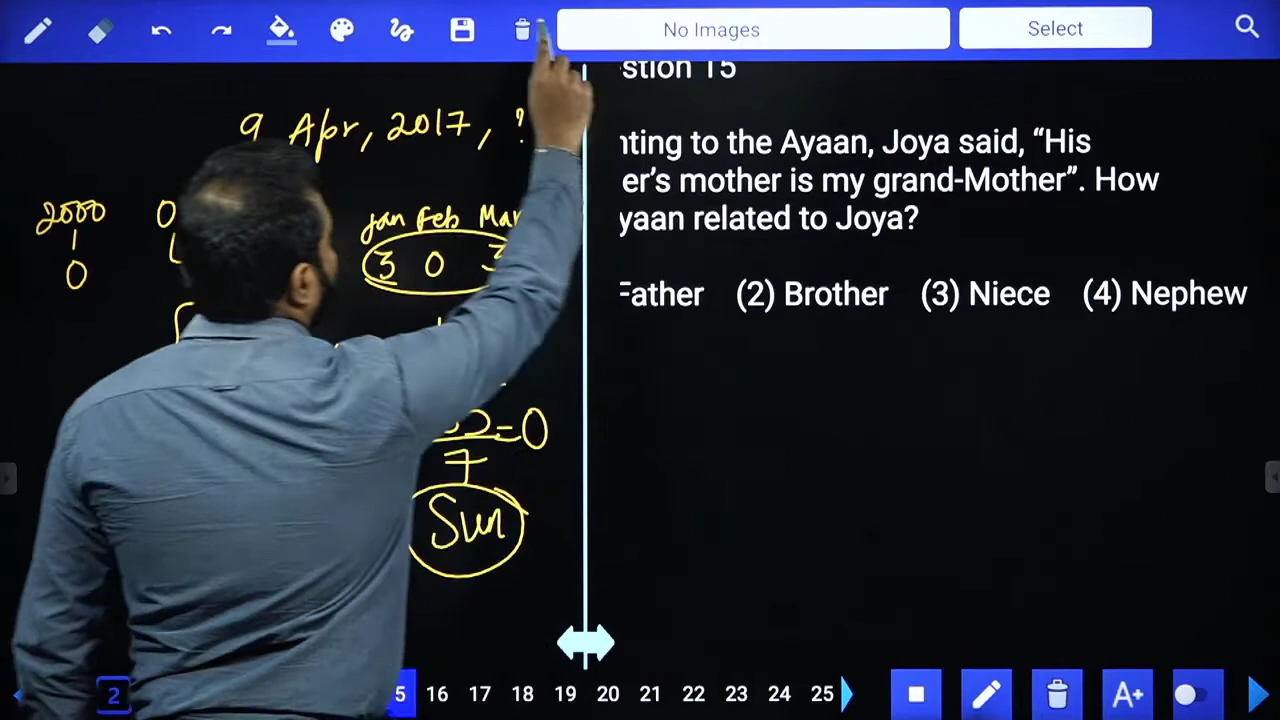 No Images
Select
stion 15
9 Apr, 2017, ?
nting to the Ayaan, Joya said, “His
er’s mother is my grand-Mother”. How
yaan related to Joya?
2000 0 Jan Feb Mar
0 3 0 3
Father (2) Brother (3) Niece (4) Nephew
=0
7
Sun
2 5 16 17 18 19 20 21 22 23 24 25 A+